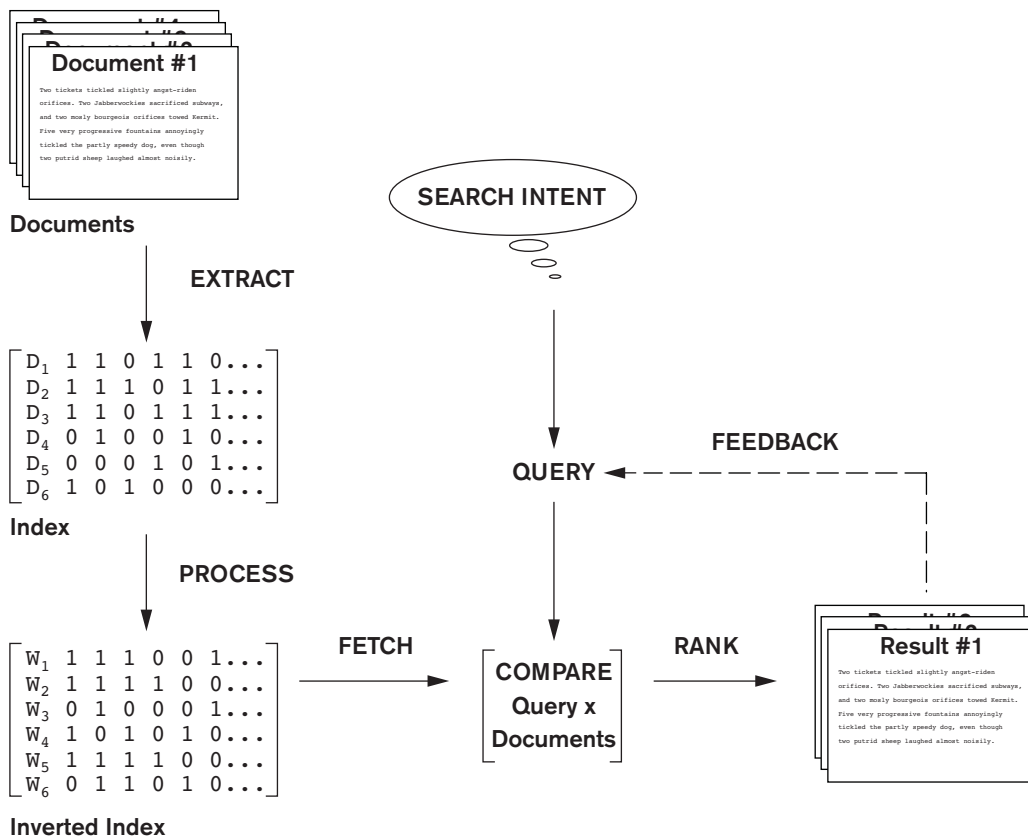 Document #1
Two tickets tickled slightly angst-riden
orifices. Two Jabberwockies sacrificed subways,
and two mosly bourgeois orifices towed Kermit.
Five very progressive fountains annoyingly
tickled the partly speedy dog, even though
two putrid sheep laughed almost noisily.
Documents
SEARCH INTENT
EXTRACT
D1 1 1 0 1 1 0...
D2 1 1 1 0 1 1...
D3 1 1 0 1 1 1...
D4 0 1 0 0 1 0...
D5 0 0 0 1 0 1...
D6 1 0 1 0 0 0...
Index
FEEDBACK
QUERY
PROCESS
W1 1 1 1 0 0 1...
W2 1 1 1 1 0 0...
W3 0 1 0 0 0 1...
W4 1 0 1 0 1 0...
W5 1 1 1 1 0 0...
W6 0 1 1 0 1 0...
Inverted Index
FETCH
COMPARE
Query x
Documents
RANK
Result #1
Two tickets tickled slightly angst-riden
orifices. Two Jabberwockies sacrificed subways,
and two mosly bourgeois orifices towed Kermit.
Five very progressive fountains annoyingly
tickled the partly speedy dog, even though
two putrid sheep laughed almost noisily.